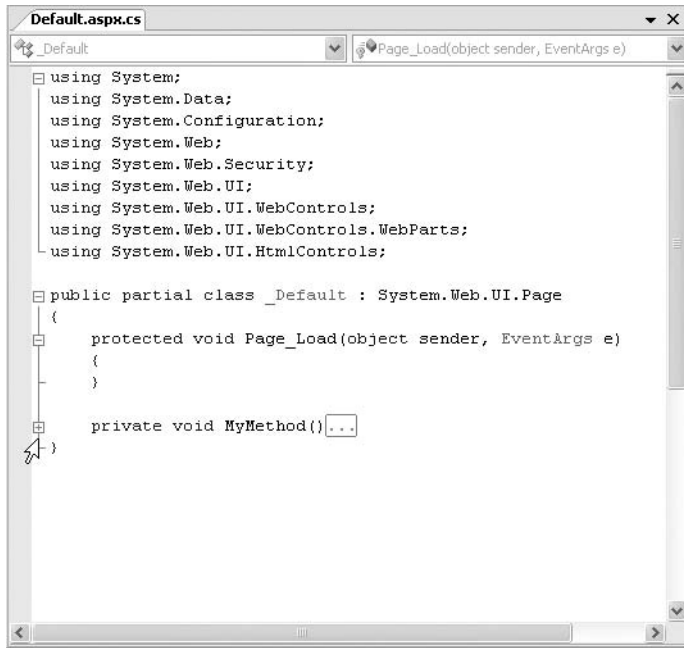 Default.aspx.cs
_Default
Page_Load(object sender, EventArgs e)
using System;
using System.Data;
using System.Configuration;
using System.Web;
using System.Web.Security;
using System.Web.UI;
using System.Web.UI.WebControls;
using System.Web.UI.WebControls.WebParts;
using System.Web.UI.HtmlControls;
public partial class _Default : System.Web.UI.Page
{
protected void Page_Load(object sender, EventArgs e)
{
}
private void MyMethod()...
}